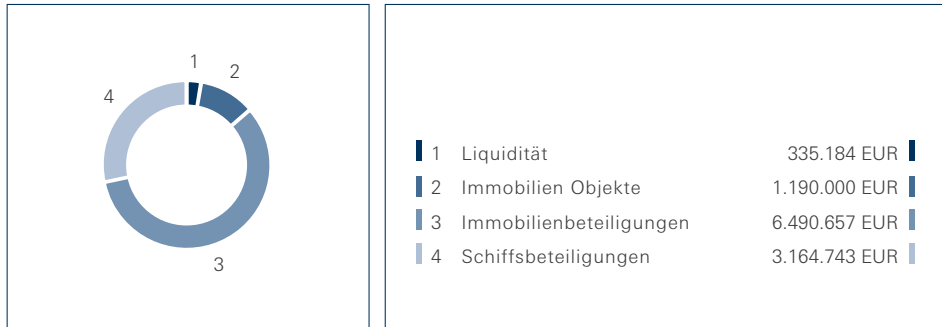 1
2
4
3
1 Liquidität 335.184 EUR
2 Immobilien Objekte 1.190.000 EUR
3 Immobilienbeteiligungen 6.490.657 EUR
4 Schiffsbeteiligungen 3.164.743 EUR